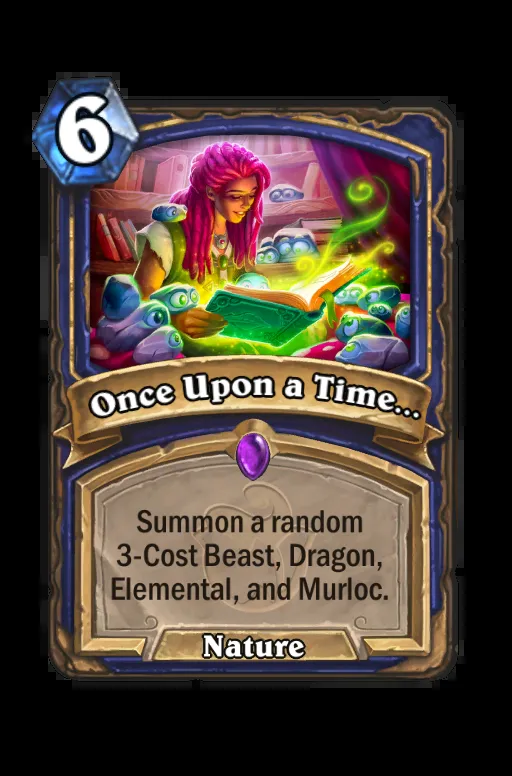 6
Once Upon a Time...
Summon a random
3-Cost Beast, Dragon,
Elemental, and Murloc.
Nature